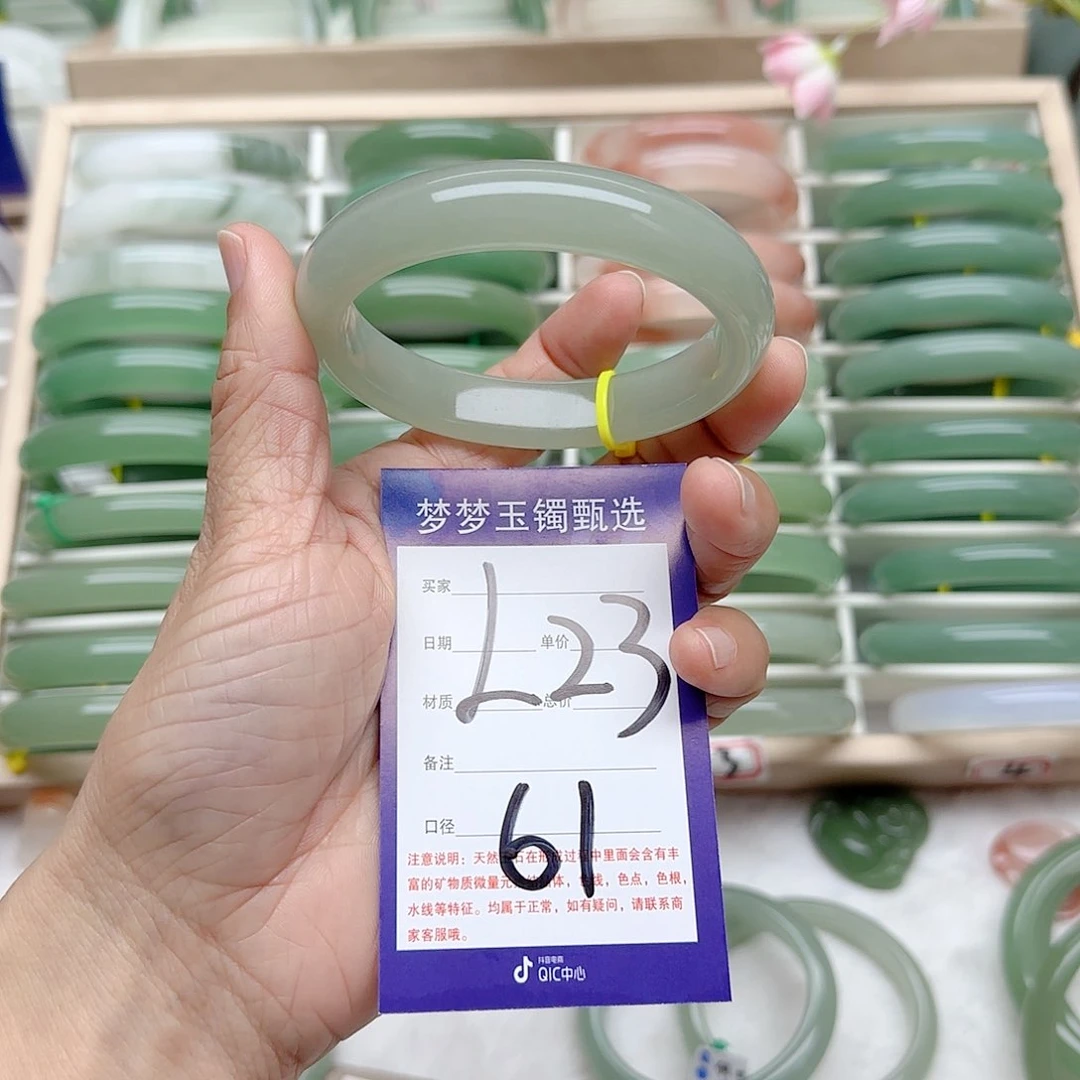 梦梦玉镯甄选
买家
L23
日期 单价
材质 总价
备注
口径 61
注意说明：天然玉石在形成过程中里面会含有丰
富的矿物质微量元素结晶体，色线，色点，色根，
水线等特征。均属于正常，如有疑问，请联系商
家客服哦。
抖音电商
QIC中心
3
4